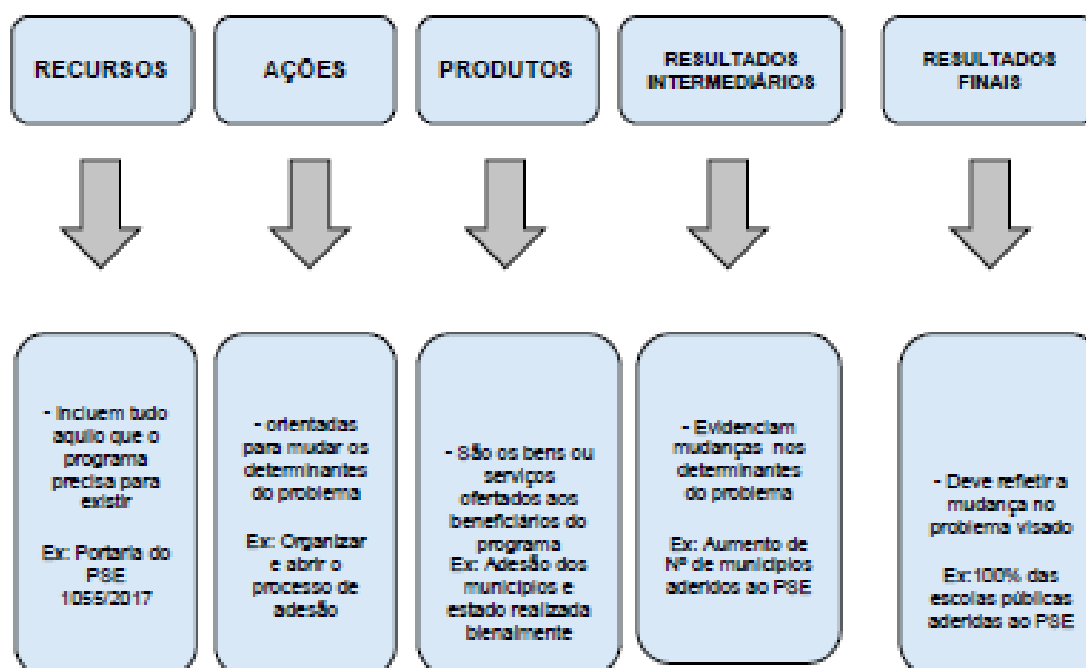 RECURSOS
AÇÕES
PRODUTOS
RESULTADOS
INTERMEDIÁRIOS
RESULTADOS
FINAIS
- Incluem tudo
aquilo que o
programa
precisa para
existir
Ex: Portaria do
PSE
1055/2017
- orientadas
para mudar os
determinantes
do problema
Ex: Organizar
e abrir o
processo de
adesão
- São os bens ou
serviços
ofertados aos
beneficiários do
programa
Ex: Adesão dos
municípios e
estado realizada
bienalmente
- Evidenciam
mudanças nos
determinantes
do problema
Ex: Aumento de
Nº de municípios
aderidos ao PSE
- Deve refletir a
mudança no
problema visado
Ex:100% das
escolas públicas
aderidas ao PSE